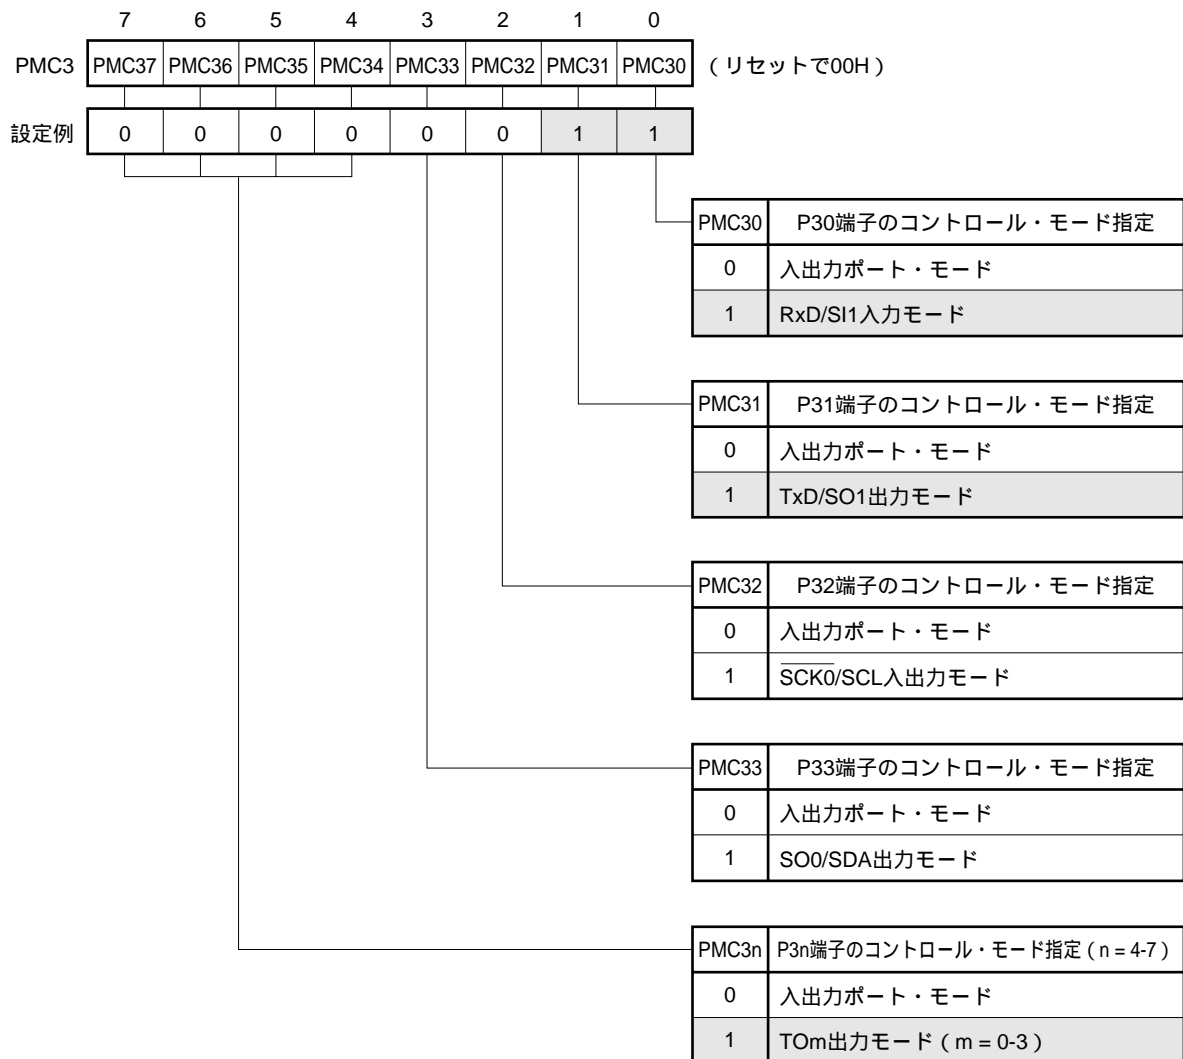 7 6 5 4 3 2 1 0
PMC3 PMC37 PMC36 PMC35 PMC34 PMC33 PMC32 PMC31 PMC30 （リセットで00H）
設定例 0 0 0 0 0 0 1 1
PMC30 P30端子のコントロール・モード指定
0 入出力ポート・モード
1 RxD/SI1入力モード
PMC31 P31端子のコントロール・モード指定
0 入出力ポート・モード
1 TxD/SO1出力モード
PMC32 P32端子のコントロール・モード指定
0 入出力ポート・モード
1 S̅C̅K̅0̅/SCL入出力モード
PMC33 P33端子のコントロール・モード指定
0 入出力ポート・モード
1 SO0/SDA出力モード
PMC3n P3n端子のコントロール・モード指定（n = 4-7）
0 入出力ポート・モード
1 TOm出力モード（m = 0-3）